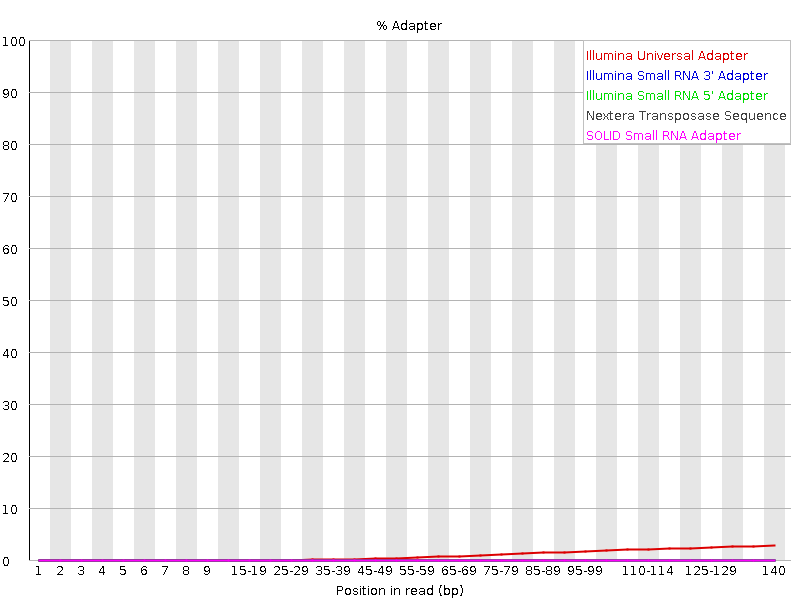 % Adapter
Illumina Universal Adapter
Illumina Small RNA 3' Adapter
Illumina Small RNA 5' Adapter
Nextera Transposase Sequence
SOLID Small RNA Adapter
100
90
80
70
60
50
40
30
20
10
0
1 2 3 4 5 6 7 8 9 15-19 25-29 35-39 45-49 55-59 65-69 75-79 85-89 95-99 110-114 125-129 140
Position in read (bp)